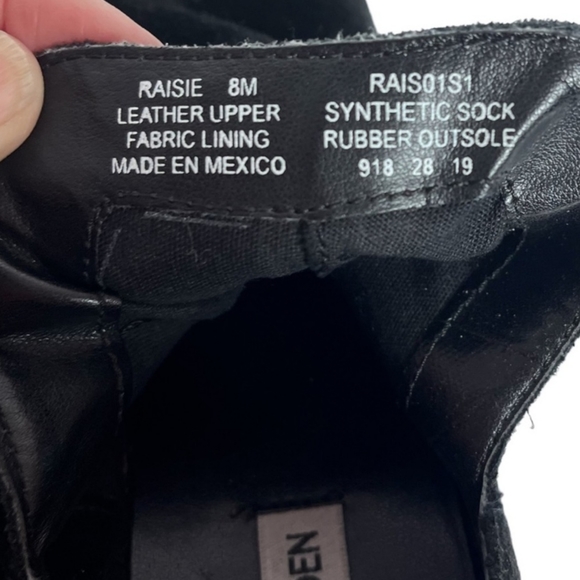 RAISIE 8M
LEATHER UPPER
FABRIC LINING
MADE EN MEXICO
RAIS01S1
SYNTHETIC SOCK
RUBBER OUTSOLE
918 28 19